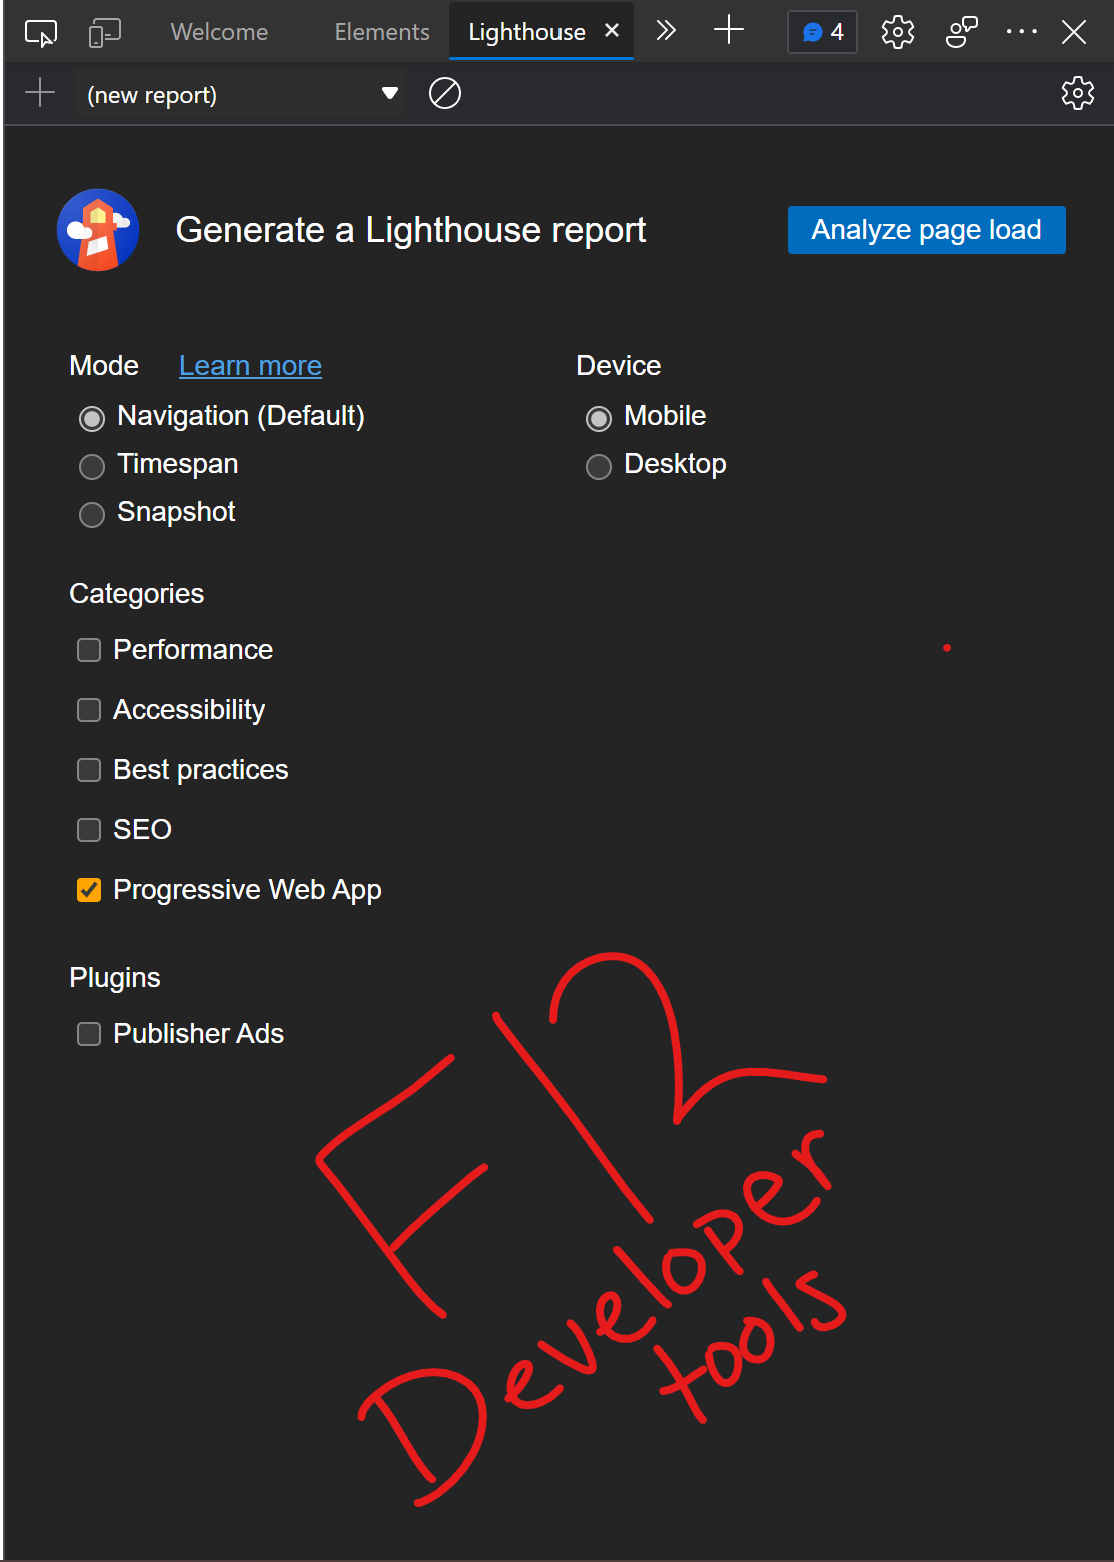 Welcome Elements Lighthouse 4
(new report)
Generate a Lighthouse report Analyze page load
Mode Learn more Device
Navigation (Default) Mobile
Timespan Desktop
Snapshot
Categories
Performance
Accessibility
Best practices
SEO
Progressive Web App
Plugins
Publisher Ads
F12
Developer
tools